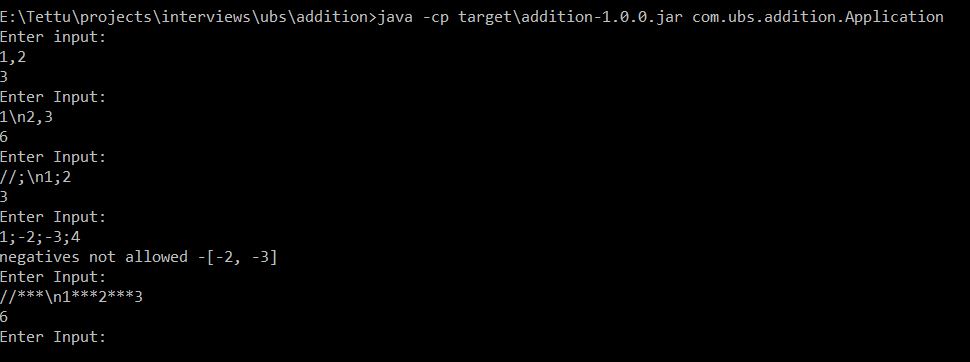 E:\Tettu\projects\interviews\ubs\addition>java -cp target\addition-1.0.0.jar com.ubs.addition.Application
Enter input:
1,2
3
Enter Input:
1\n2,3
6
Enter Input:
//;\n1;2
3
Enter Input:
1;-2;-3;4
negatives not allowed -[-2, -3]
Enter Input:
//***\n1***2***3
6
Enter Input: